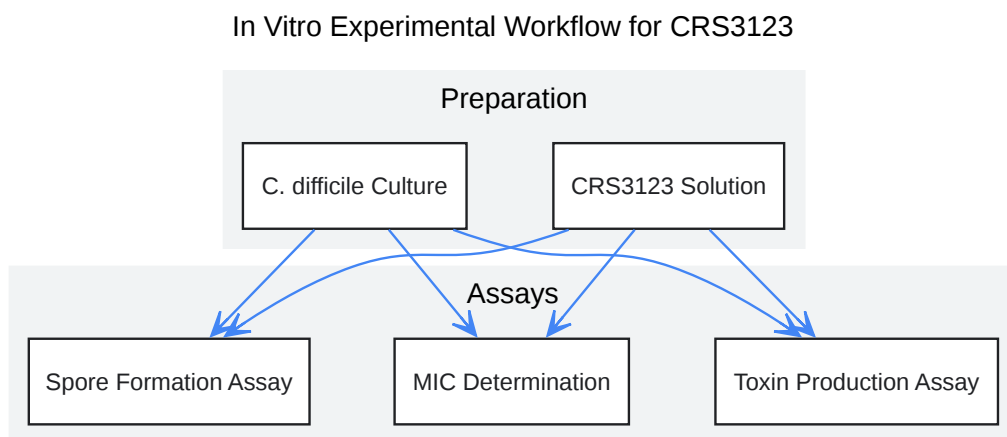 In Vitro Experimental Workflow for CRS3123
Preparation
C. difficile Culture
CRS3123 Solution
Assays
Spore Formation Assay
MIC Determination
Toxin Production Assay